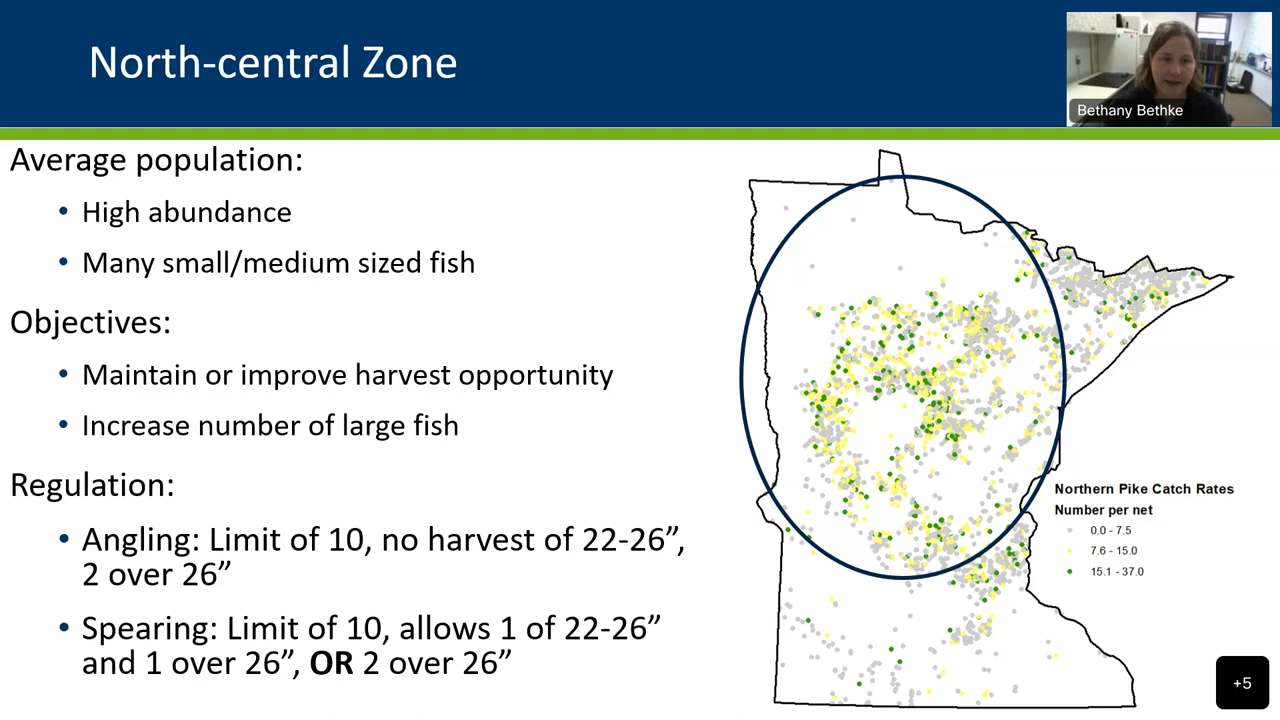 North-central Zone
Bethany Bethke
Average population:
• High abundance
• Many small/medium sized fish
Objectives:
• Maintain or improve harvest opportunity
• Increase number of large fish
Regulation:
• Angling: Limit of 10, no harvest of 22-26”,
2 over 26”
• Spearing: Limit of 10, allows 1 of 22-26”
and 1 over 26”, OR 2 over 26”
Northern Pike Catch Rates
Number per net
0.0 - 7.5
7.6 - 15.0
15.1 - 37.0
+5